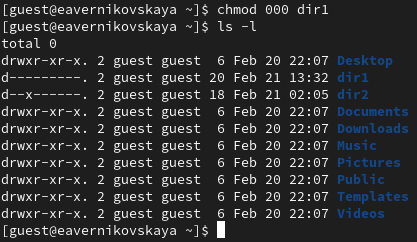 [guest@eavernikovskaya ~]$ chmod 000 dir1
[guest@eavernikovskaya ~]$ ls -l
total 0
drwxr-xr-x. 2 guest guest  6 Feb 20 22:07 Desktop
d---------. 2 guest guest 20 Feb 21 13:32 dir1
d--x------. 2 guest guest 18 Feb 21 02:05 dir2
drwxr-xr-x. 2 guest guest  6 Feb 20 22:07 Documents
drwxr-xr-x. 2 guest guest  6 Feb 20 22:07 Downloads
drwxr-xr-x. 2 guest guest  6 Feb 20 22:07 Music
drwxr-xr-x. 2 guest guest  6 Feb 20 22:07 Pictures
drwxr-xr-x. 2 guest guest  6 Feb 20 22:07 Public
drwxr-xr-x. 2 guest guest  6 Feb 20 22:07 Templates
drwxr-xr-x. 2 guest guest  6 Feb 20 22:07 Videos
[guest@eavernikovskaya ~]$